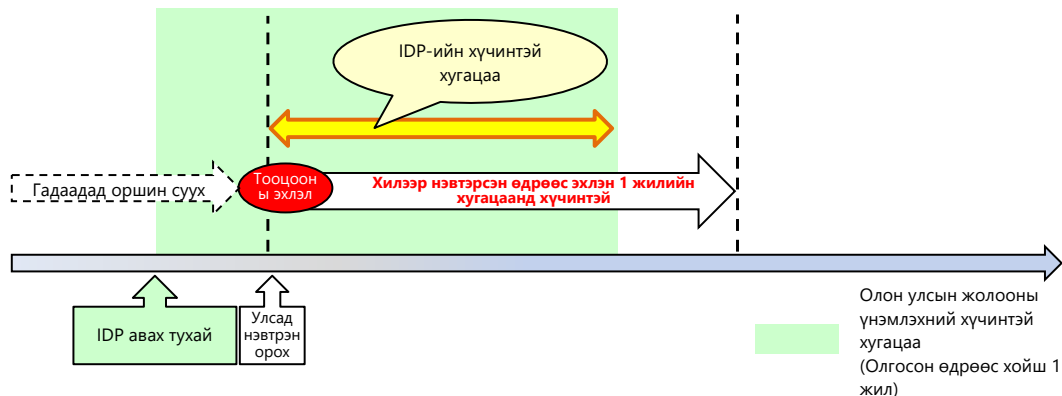 IDP-ийн хүчинтэй
хугацаа
Гадаадад оршин суух
Тооцоон
ы эхлэл
Хилээр нэвтэрсэн өдрөөс эхлэн 1 жилийн
хугацаанд хүчинтэй
IDP авах тухай
Улсад
нэвтрэн
орох
Олон улсын жолооны
үнэмлэхний хүчинтэй
хугацаа
(Олгосон өдрөөс хойш 1
жил)